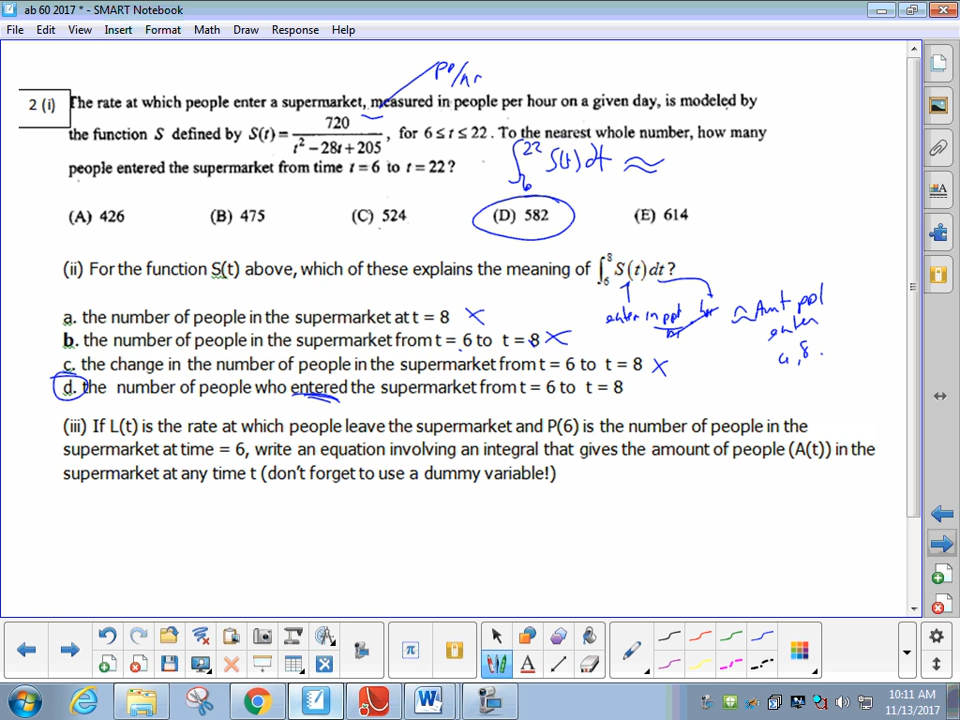 ab 60 2017 * - SMART Notebook
File Edit View Insert Format Math Draw Response Help
ppl/hr
2 (i) The rate at which people enter a supermarket, measured in people per hour on a given day, is modeled by
the function S defined by S(t) = 720 / (t² − 28t + 205), for 6 ≤ t ≤ 22. To the nearest whole number, how many
people entered the supermarket from time t = 6 to t = 22?
∫₆²² S(t) dt ≈
(A) 426 (B) 475 (C) 524 (D) 582 (E) 614
(ii) For the function S(t) above, which of these explains the meaning of ∫₆⁸ S(t) dt?
enter in ppl/hr hr ≈ Amt ppl
enter
a. the number of people in the supermarket at t = 8 X
b. the number of people in the supermarket from t = 6 to t = 8 X
c. the change in the number of people in the supermarket from t = 6 to t = 8 X
d. the number of people who entered the supermarket from t = 6 to t = 8
(iii) If L(t) is the rate at which people leave the supermarket and P(6) is the number of people in the
supermarket at time = 6, write an equation involving an integral that gives the amount of people (A(t)) in the
supermarket at any time t (don't forget to use a dummy variable!)
10:11 AM
11/13/2017